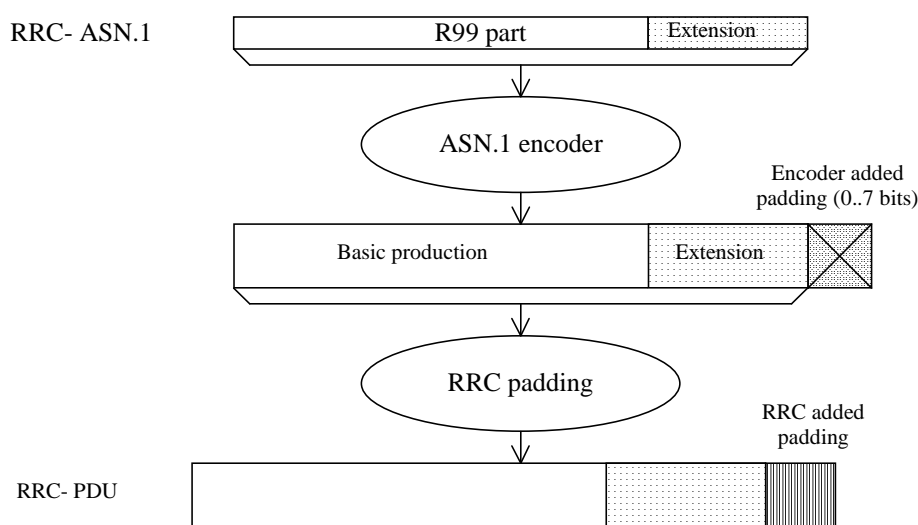 RRC- ASN.1
R99 part
Extension
ASN.1 encoder
Encoder added
padding (0..7 bits)
Basic production
Extension
RRC padding
RRC added
padding
RRC- PDU